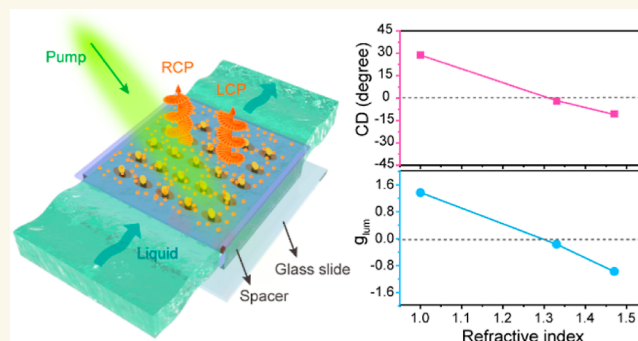 Pump
RCP
LCP
Liquid
Glass slide
Spacer
CD (degree)
45
30
15
0
-15
-30
-45
g_lum
1.6
0.8
0.0
-0.8
-1.6
1.0
1.1
1.2
1.3
1.4
1.5
Refractive index